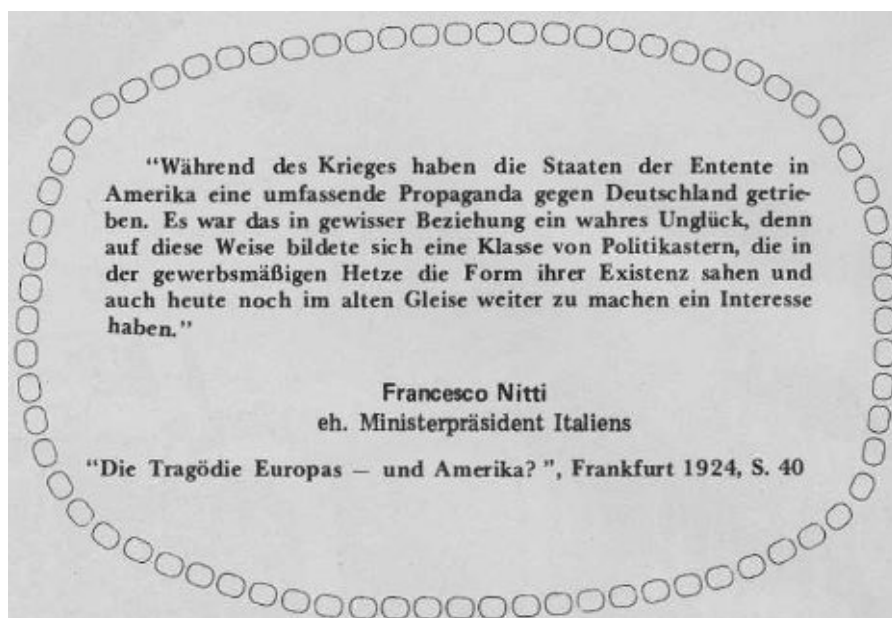 “Während des Krieges haben die Staaten der Entente in
Amerika eine umfassende Propaganda gegen Deutschland getrie-
ben. Es war das in gewisser Beziehung ein wahres Unglück, denn
auf diese Weise bildete sich eine Klasse von Politikastern, die in
der gewerbsmäßigen Hetze die Form ihrer Existenz sahen und
auch heute noch im alten Gleise weiter zu machen ein Interesse
haben.”
Francesco Nitti
eh. Ministerpräsident Italiens
“Die Tragödie Europas — und Amerika? ”, Frankfurt 1924, S. 40